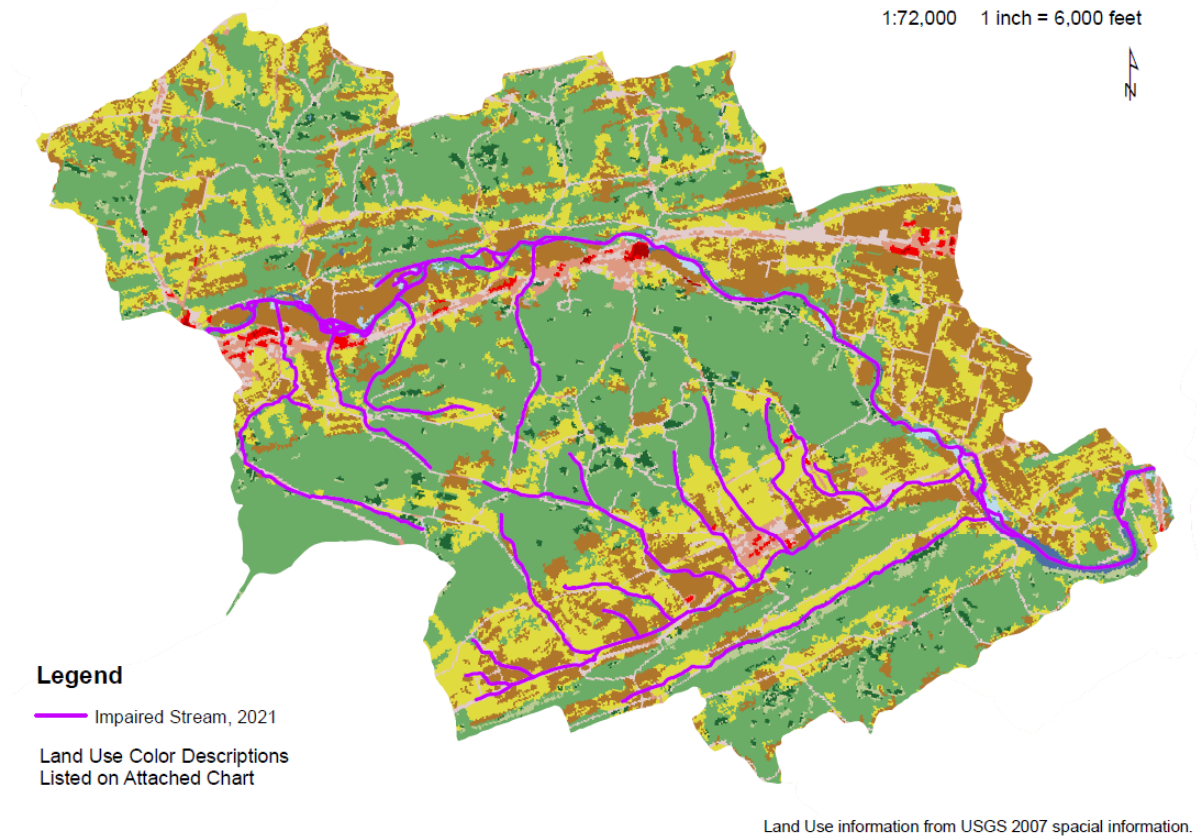 1:72,000 1 inch = 6,000 feet
N
Legend
Impaired Stream, 2021
Land Use Color Descriptions
Listed on Attached Chart
Land Use information from USGS 2007 spacial information.